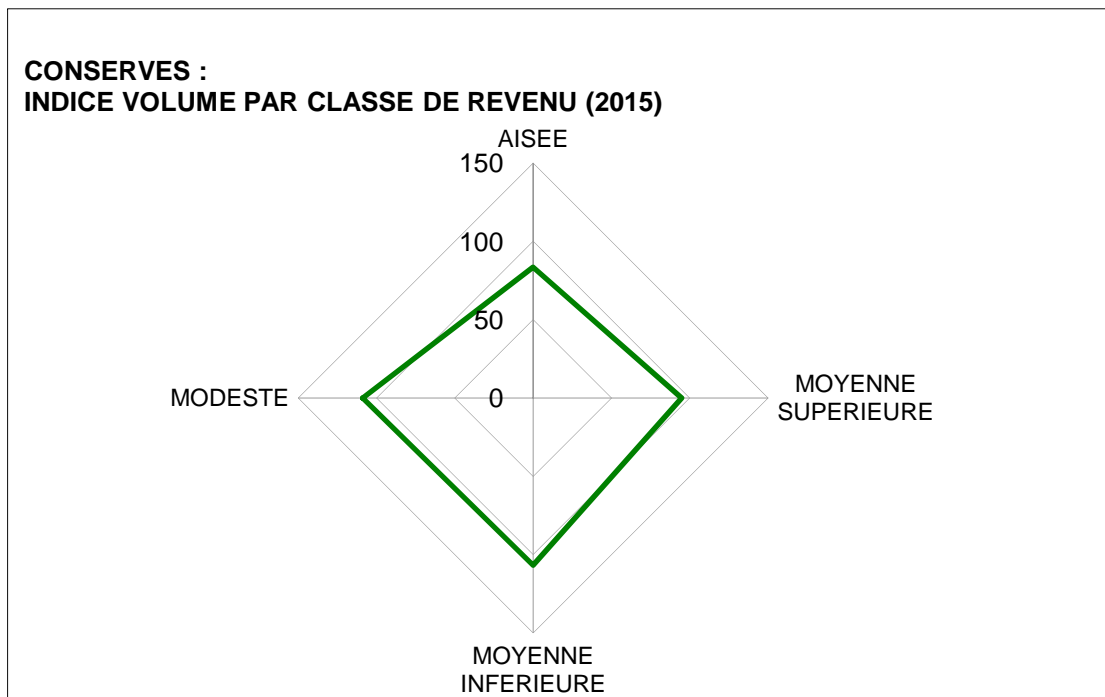 CONSERVES :
INDICE VOLUME PAR CLASSE DE REVENU (2015)
AISEE
150
100
50
0
MODESTE
MOYENNE
SUPERIEURE
MOYENNE
INFERIEURE